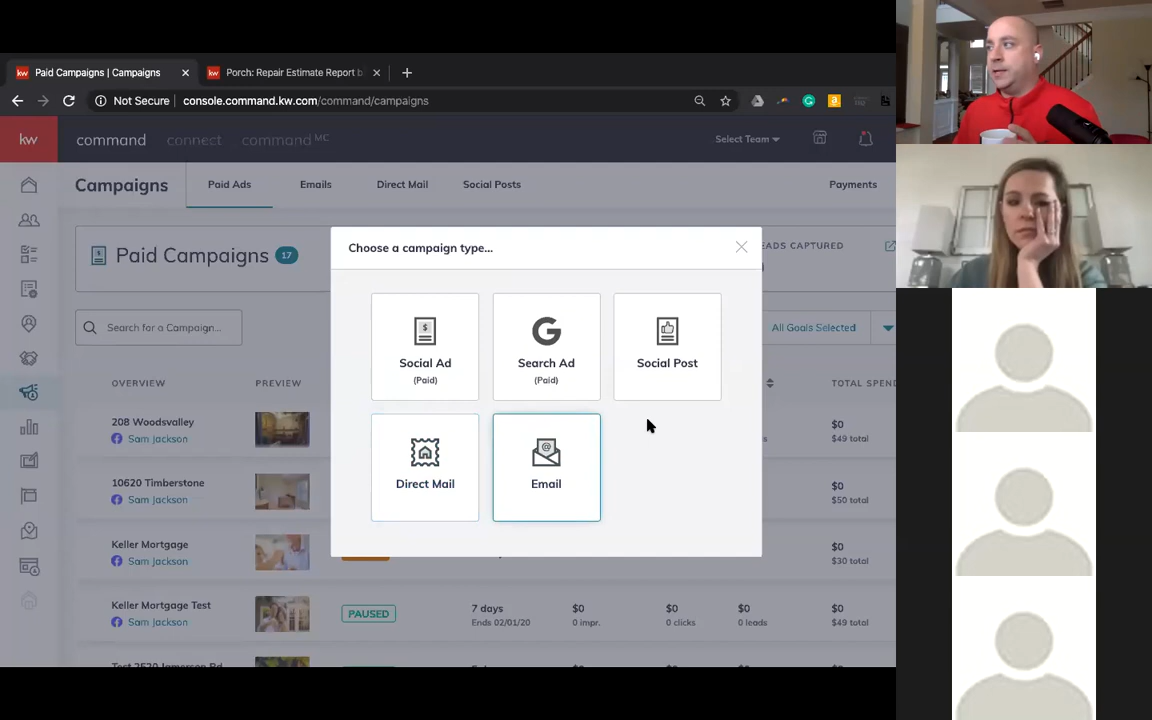 kw Paid Campaigns | Campaigns
kw Porch: Repair Estimate Report b
Not Secure
console.command.kw.com/command/campaigns
kw
command
connect
command MC
Select Team
Campaigns
Paid Ads
Emails
Direct Mail
Social Posts
Payments
Paid Campaigns 17
Choose a campaign type...
EADS CAPTURED
Search for a Campaign...
All Goals Selected
Social Ad
(Paid)
Search Ad
(Paid)
Social Post
Direct Mail
Email
OVERVIEW
PREVIEW
TOTAL SPEN
208 Woodsvalley
Sam Jackson
$0
$49 total
10620 Timberstone
Sam Jackson
$0
$50 total
Keller Mortgage
Sam Jackson
$0
$30 total
Keller Mortgage Test
Sam Jackson
PAUSED
7 days
Ends 02/01/20
$0
0 impr.
$0
0 clicks
$0
0 leads
$0
$49 total